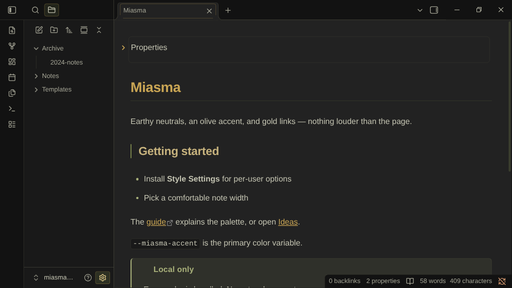 Miasma
Archive
2024-notes
Notes
Templates
miasma...
Properties
Miasma
Earthy neutrals, an olive accent, and gold links — nothing louder than the page.
Getting started
• Install Style Settings for per-user options
• Pick a comfortable note width
The guide explains the palette, or open Ideas.
--miasma-accent is the primary color variable.
Local only
0 backlinks 2 properties 58 words 409 characters